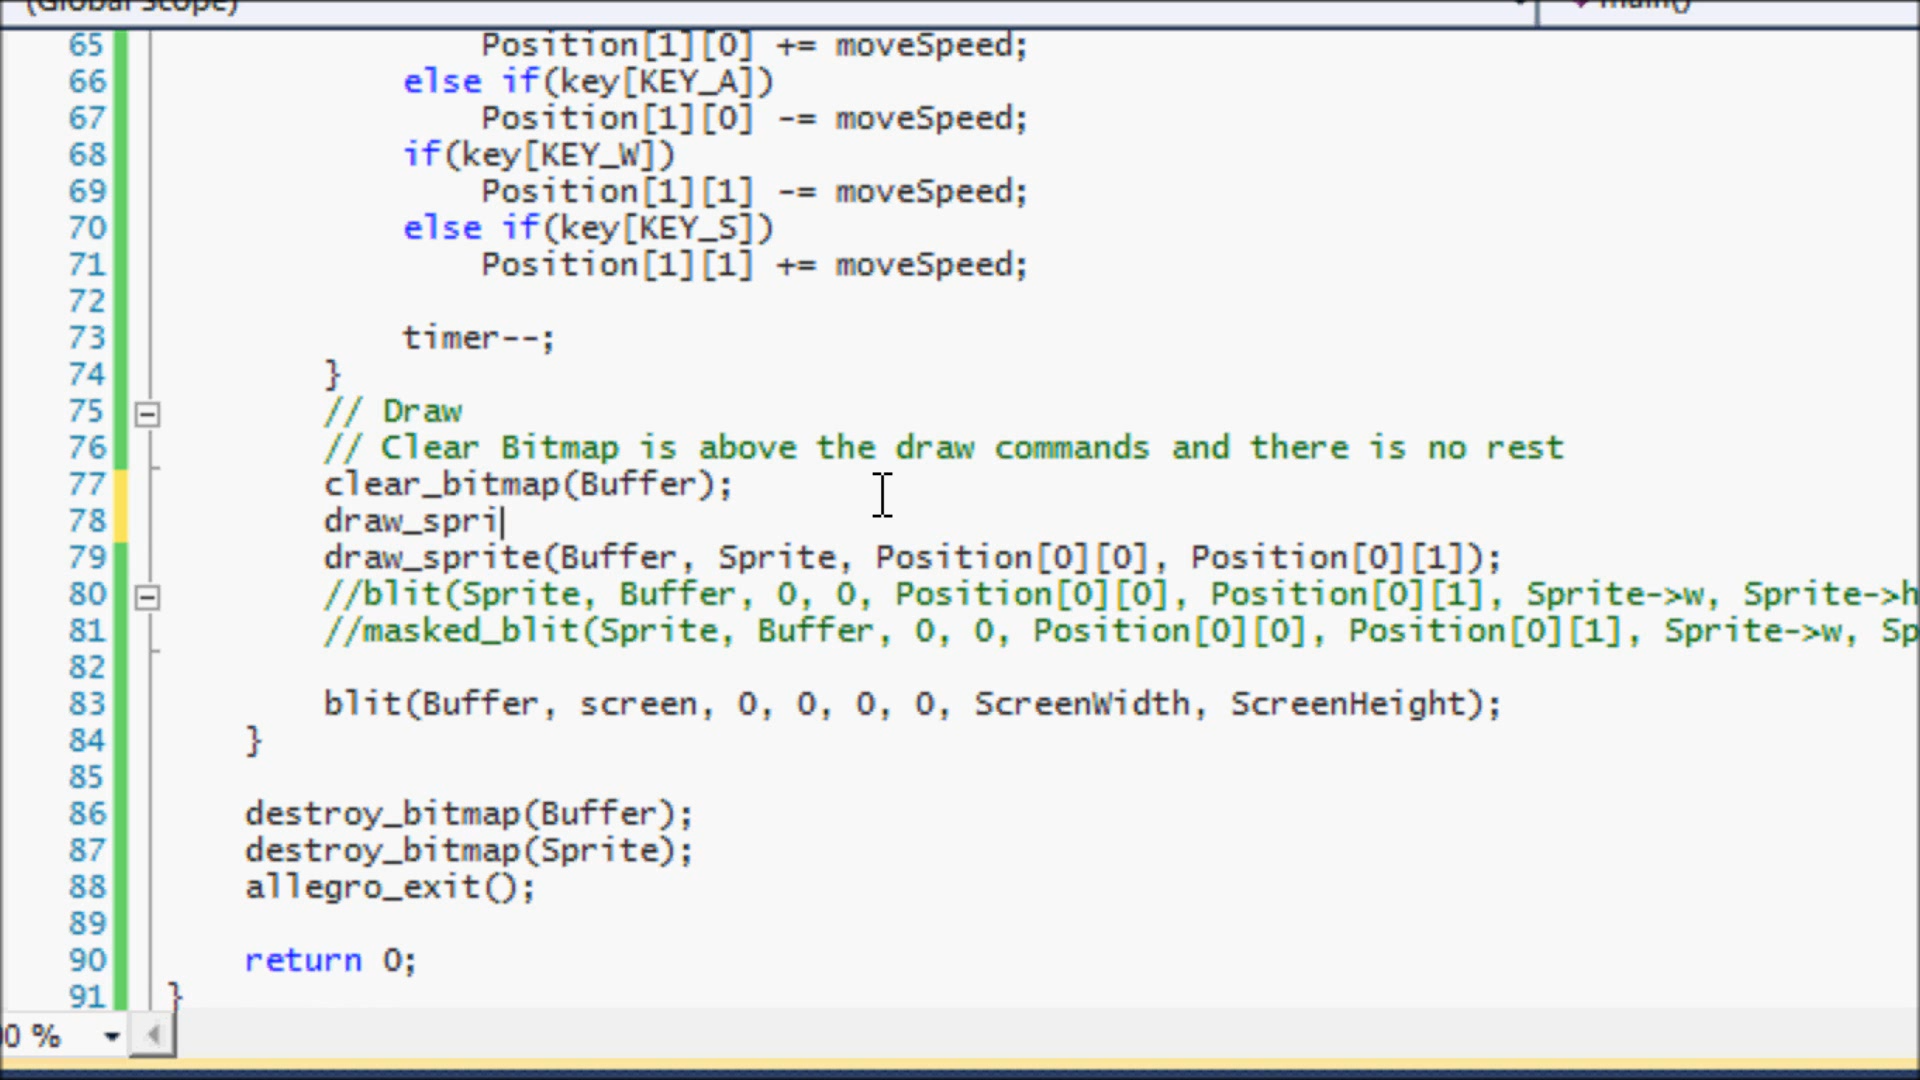 (Global Scope) main()
65 Position[1][0] += moveSpeed;
66 else if(key[KEY_A])
67 Position[1][0] -= moveSpeed;
68 if(key[KEY_W])
69 Position[1][1] -= moveSpeed;
70 else if(key[KEY_S])
71 Position[1][1] += moveSpeed;
72
73 timer--;
74 }
75 // Draw
76 // Clear Bitmap is above the draw commands and there is no rest
77 clear_bitmap(Buffer);
78 draw_spri
79 draw_sprite(Buffer, Sprite, Position[0][0], Position[0][1]);
80 //blit(Sprite, Buffer, 0, 0, Position[0][0], Position[0][1], Sprite->w, Sprite->h
81 //masked_blit(Sprite, Buffer, 0, 0, Position[0][0], Position[0][1], Sprite->w, Sp
82
83 blit(Buffer, screen, 0, 0, 0, 0, ScreenWidth, ScreenHeight);
84 }
85
86 destroy_bitmap(Buffer);
87 destroy_bitmap(Sprite);
88 allegro_exit();
89
90 return 0;
91 }
0 %